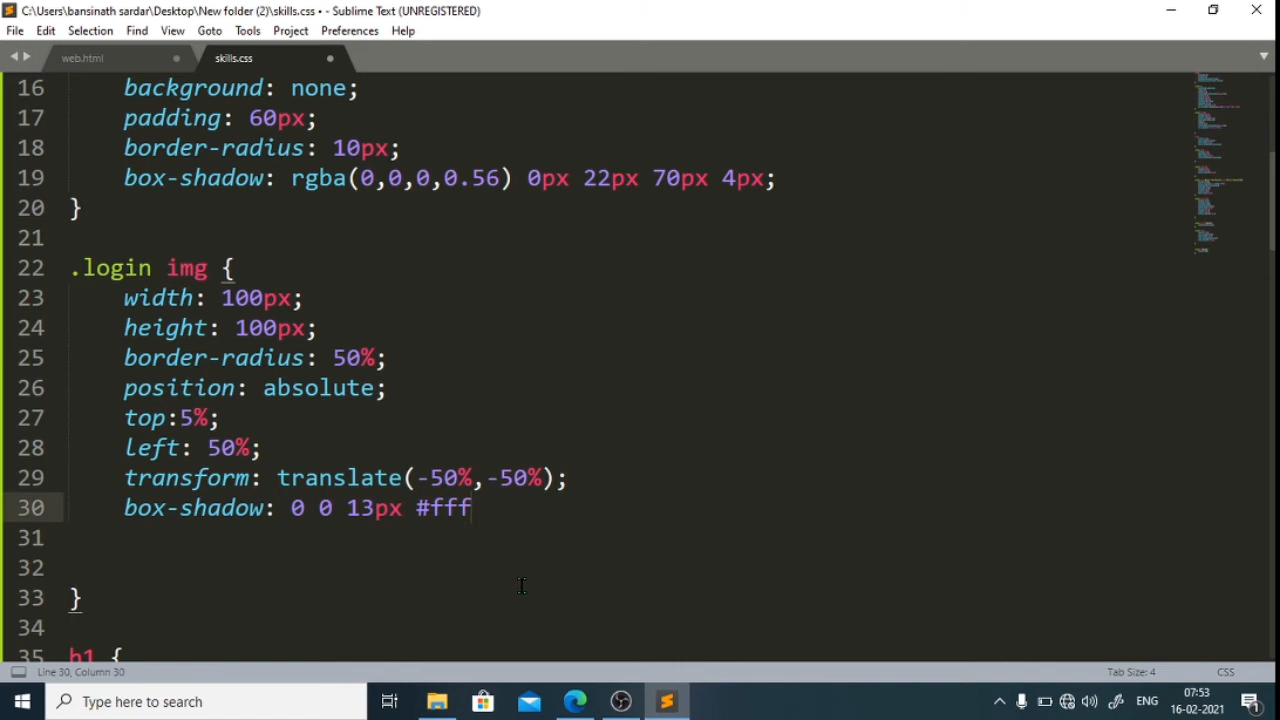 C:\Users\bansinath sardar\Desktop\New folder (2)\skills.css • - Sublime Text (UNREGISTERED)
File Edit Selection Find View Goto Tools Project Preferences Help
web.html skills.css
16 background: none;
17 padding: 60px;
18 border-radius: 10px;
19 box-shadow: rgba(0,0,0,0.56) 0px 22px 70px 4px;
20 }
21
22 .login img {
23 width: 100px;
24 height: 100px;
25 border-radius: 50%;
26 position: absolute;
27 top:5%;
28 left: 50%;
29 transform: translate(-50%,-50%);
30 box-shadow: 0 0 13px #fff
31
32
33 }
34
35 h1 {
Line 30, Column 30 Tab Size: 4 CSS
Type here to search ENG 07:53
16-02-2021 1